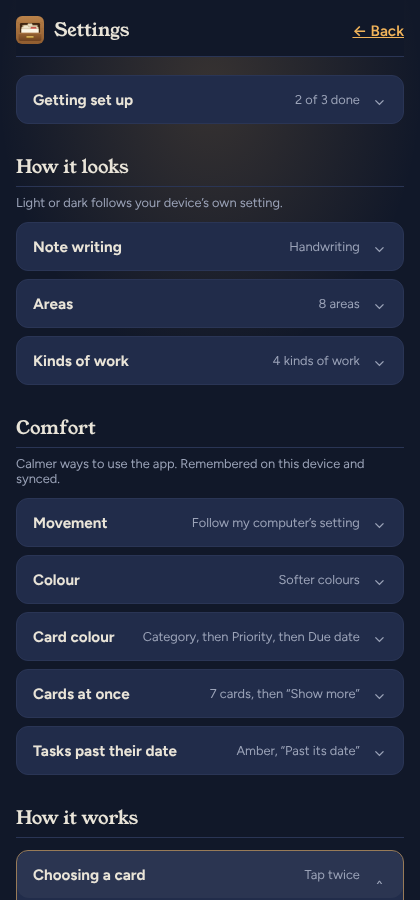 Settings
← Back
Getting set up
2 of 3 done
How it looks
Light or dark follows your device's own setting.
Note writing
Handwriting
Areas
8 areas
Kinds of work
4 kinds of work
Comfort
Calmer ways to use the app. Remembered on this device and
synced.
Movement
Follow my computer's setting
Colour
Softer colours
Card colour
Category, then Priority, then Due date
Cards at once
7 cards, then “Show more”
Tasks past their date
Amber, “Past its date”
How it works
Choosing a card
Tap twice